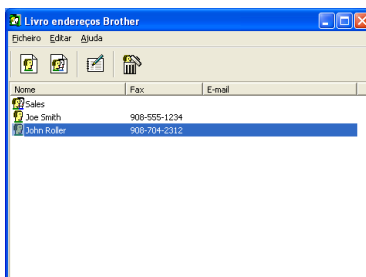 Livro endereços Brother
Ficheiro Editar Ajuda
Nome Fax E-mail
Sales
Joe Smith 908-555-1234
John Roller 908-704-2312